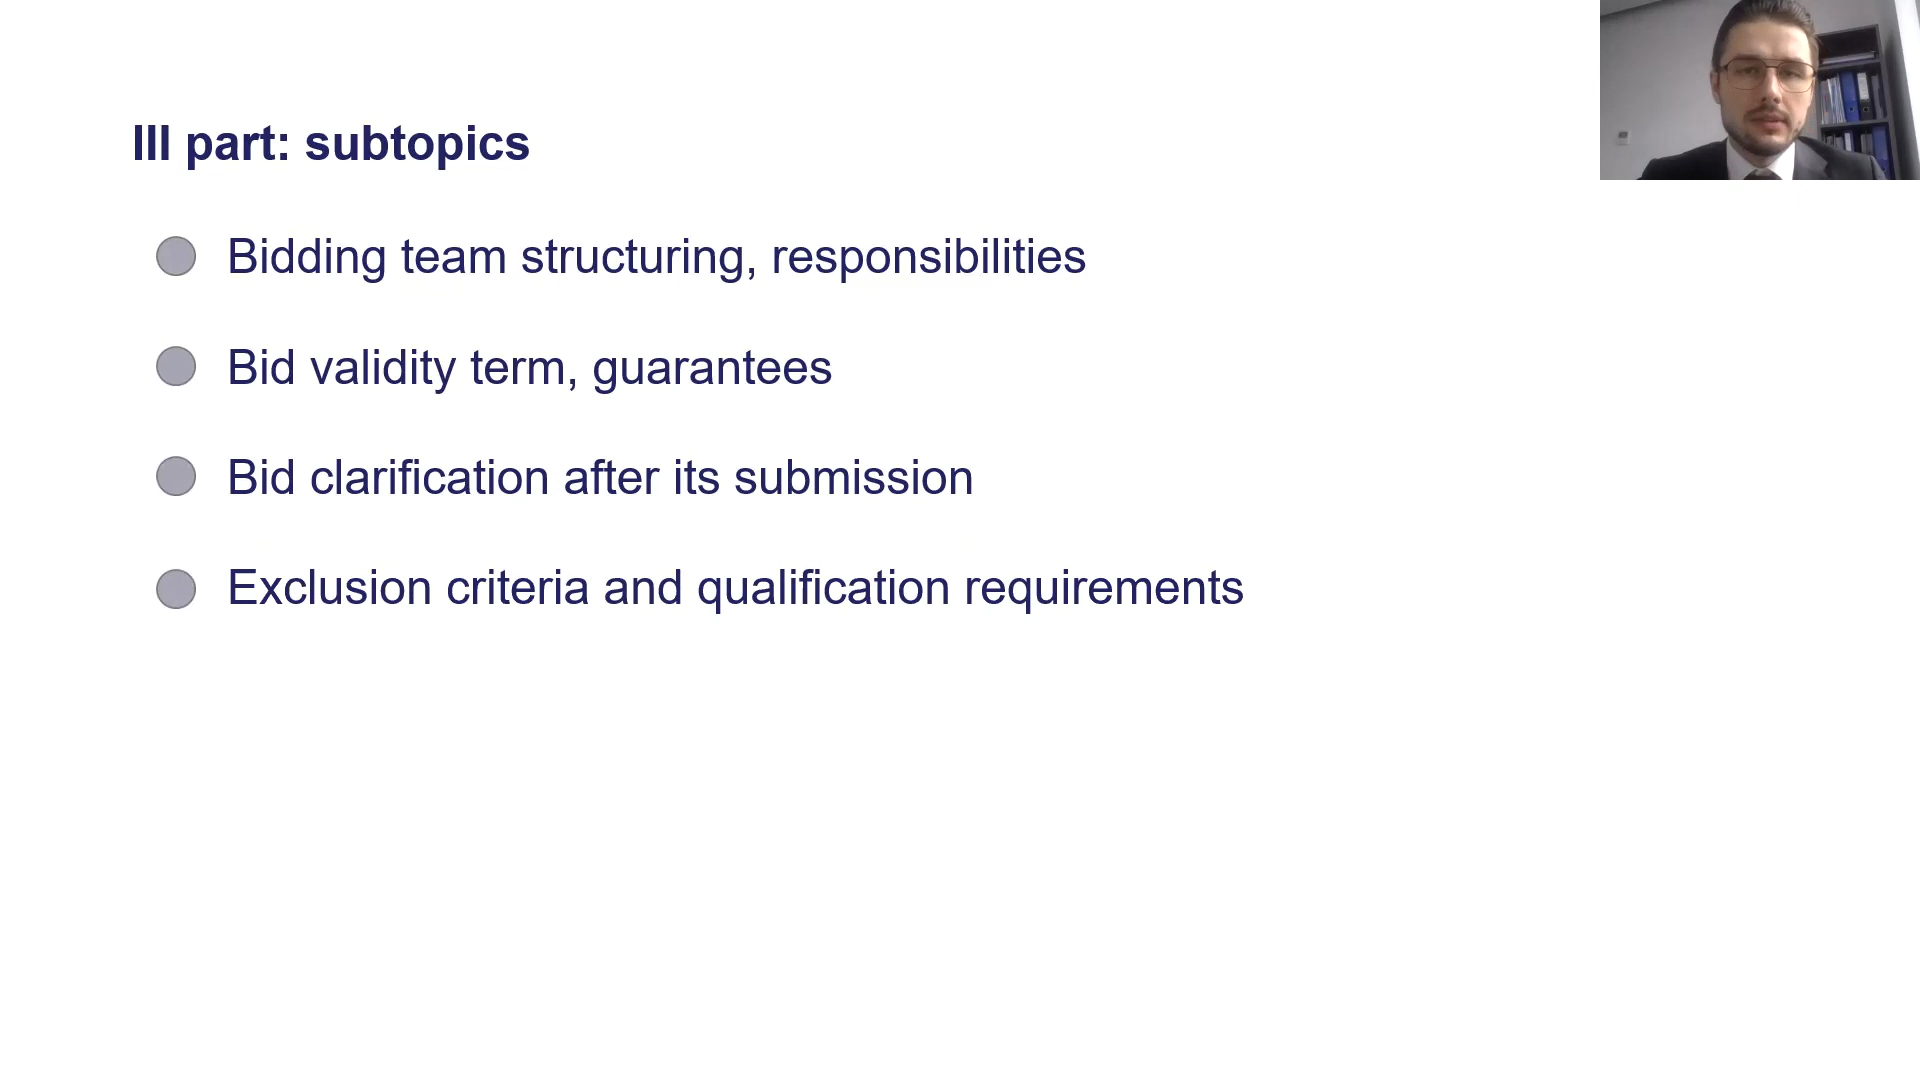 III part: subtopics
Bidding team structuring, responsibilities
Bid validity term, guarantees
Bid clarification after its submission
Exclusion criteria and qualification requirements